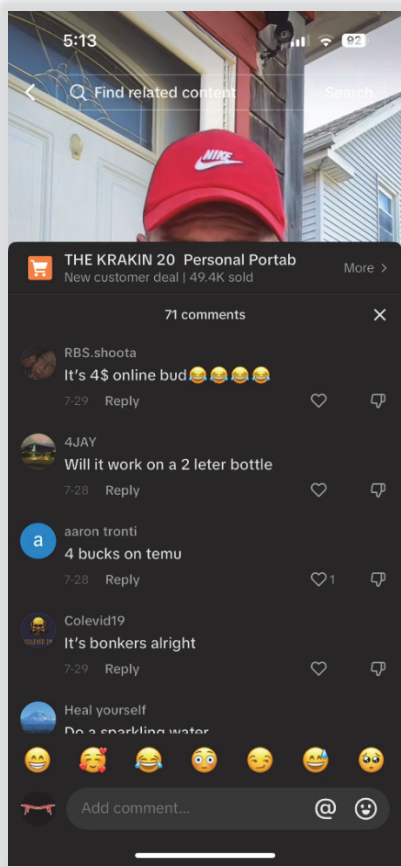 5:13
92
Find related content
Search
NIKE
THE KRAKIN 20 Personal Portab
New customer deal | 49.4K sold
More >
71 comments
RBS.shoota
It's 4$ online bud😂😂😂😂
7-29 Reply
4JAY
Will it work on a 2 leter bottle
7-28 Reply
a
aaron tronti
4 bucks on temu
7-28 Reply
1
Colevid19
It's bonkers alright
7-29 Reply
Heal yourself
Do a sparkling water
Add comment...
@